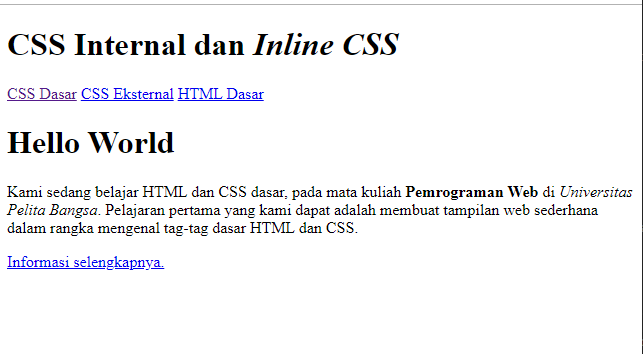 CSS Internal dan Inline CSS
CSS Dasar CSS Eksternal HTML Dasar
Hello World
Kami sedang belajar HTML dan CSS dasar, pada mata kuliah Pemrograman Web di Universitas
Pelita Bangsa. Pelajaran pertama yang kami dapat adalah membuat tampilan web sederhana
dalam rangka mengenal tag-tag dasar HTML dan CSS.
Informasi selengkapnya.